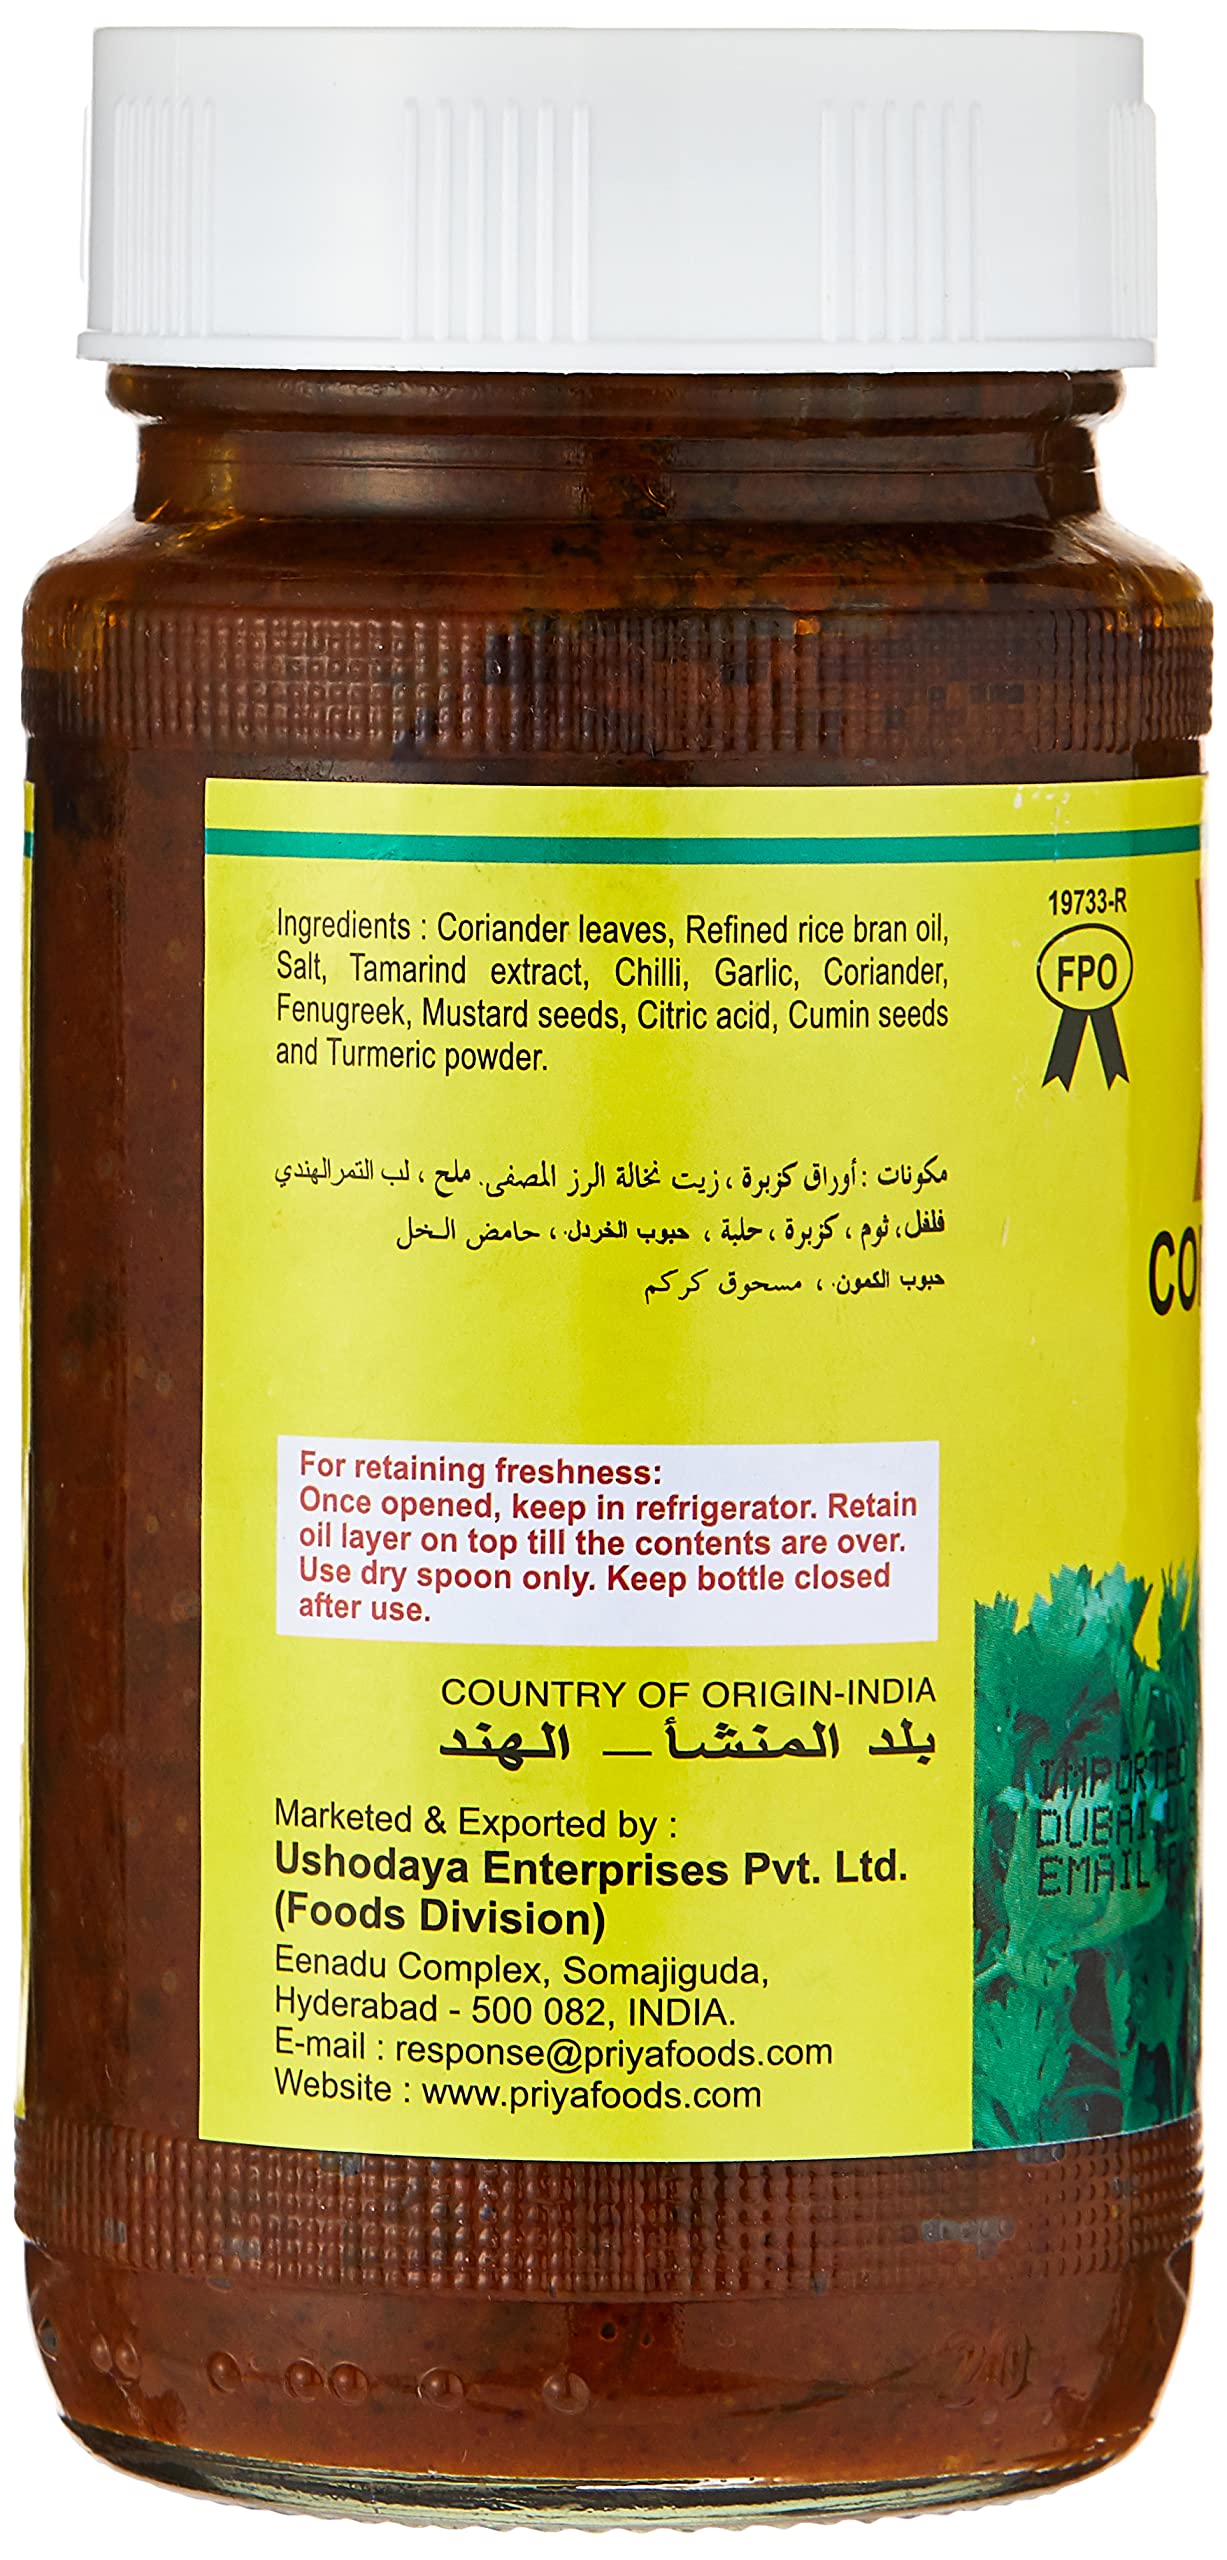 Ingredients : Coriander leaves, Refined rice bran oil,
Salt, Tamarind extract, Chilli, Garlic, Coriander,
Fenugreek, Mustard seeds, Citric acid, Cumin seeds
and Turmeric powder.
19733-R
FPO
مكونات : أوراق كزبرة ، زيت نخالة الرز المصفى. ملح ، لب التمرالهندي
فلفل، ثوم ، كزبرة ، حلبة ، حبوب الخردل ، حامض الخل
حبوب الكمون ، مسحوق كركم
CO
For retaining freshness:
Once opened, keep in refrigerator. Retain
oil layer on top till the contents are over.
Use dry spoon only. Keep bottle closed
after use.
COUNTRY OF ORIGIN-INDIA
بلد المنشأ – الهند
Marketed & Exported by :
Ushodaya Enterprises Pvt. Ltd.
(Foods Division)
Eenadu Complex, Somajiguda,
Hyderabad - 500 082, INDIA.
E-mail : response@priyafoods.com
Website : www.priyafoods.com
IMPORTED
DUBAI
EMAIL